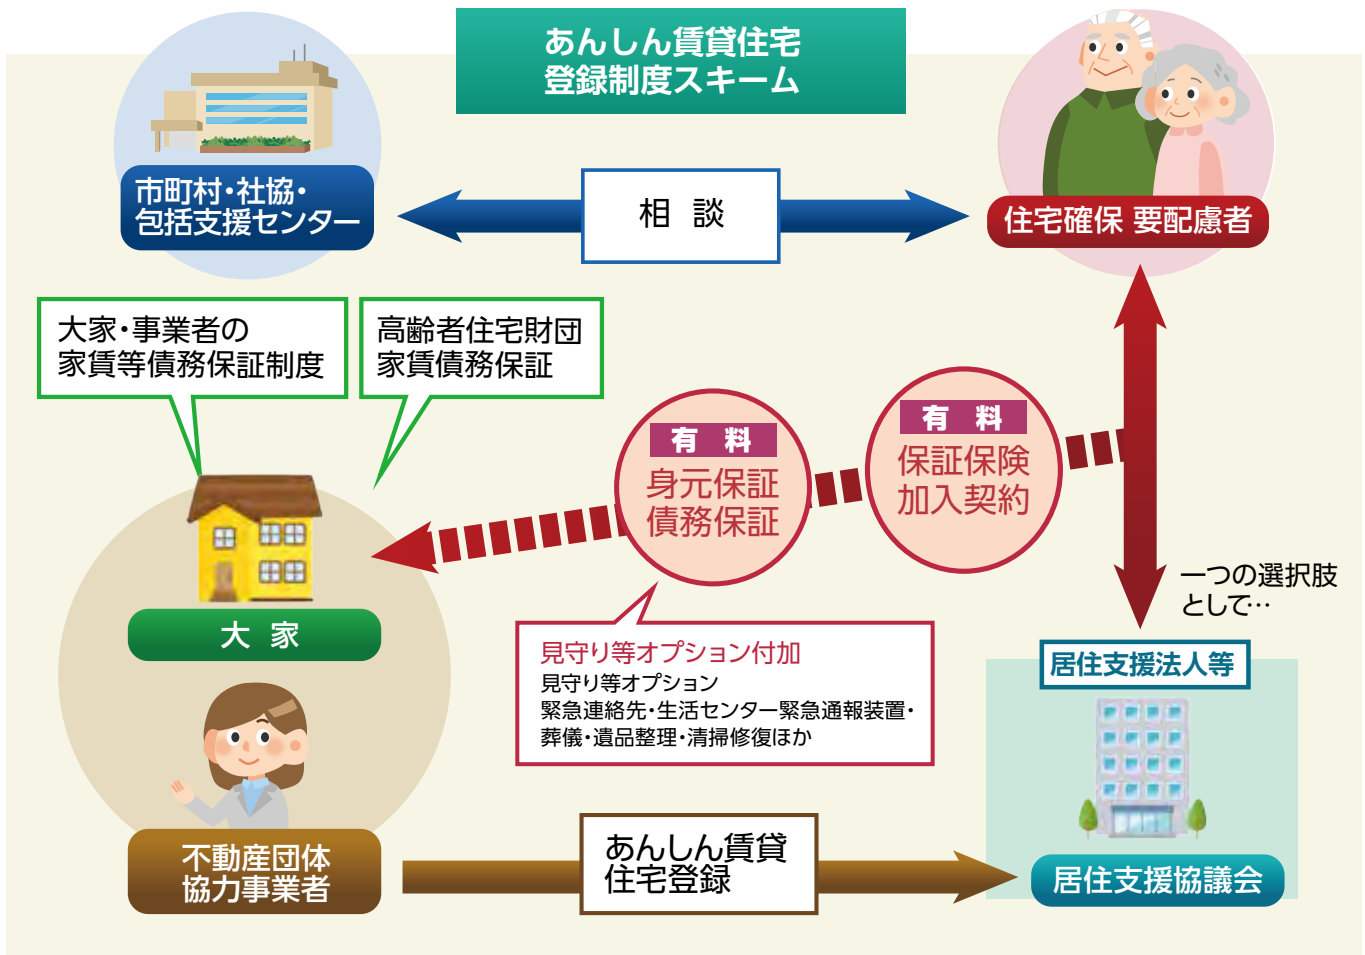 あんしん賃貸住宅
登録制度スキーム
市町村・社協・
包括支援センター
相 談
住宅確保 要配慮者
大家・事業者の
家賃等債務保証制度
高齢者住宅財団
家賃債務保証
有 料
身元保証
債務保証
有 料
保証保険
加入契約
一つの選択肢
として…
大 家
見守り等オプション付加
見守り等オプション
緊急連絡先・生活センター緊急通報装置・
葬儀・遺品整理・清掃修復ほか
居住支援法人等
不動産団体
協力事業者
あんしん賃貸
住宅登録
居住支援協議会